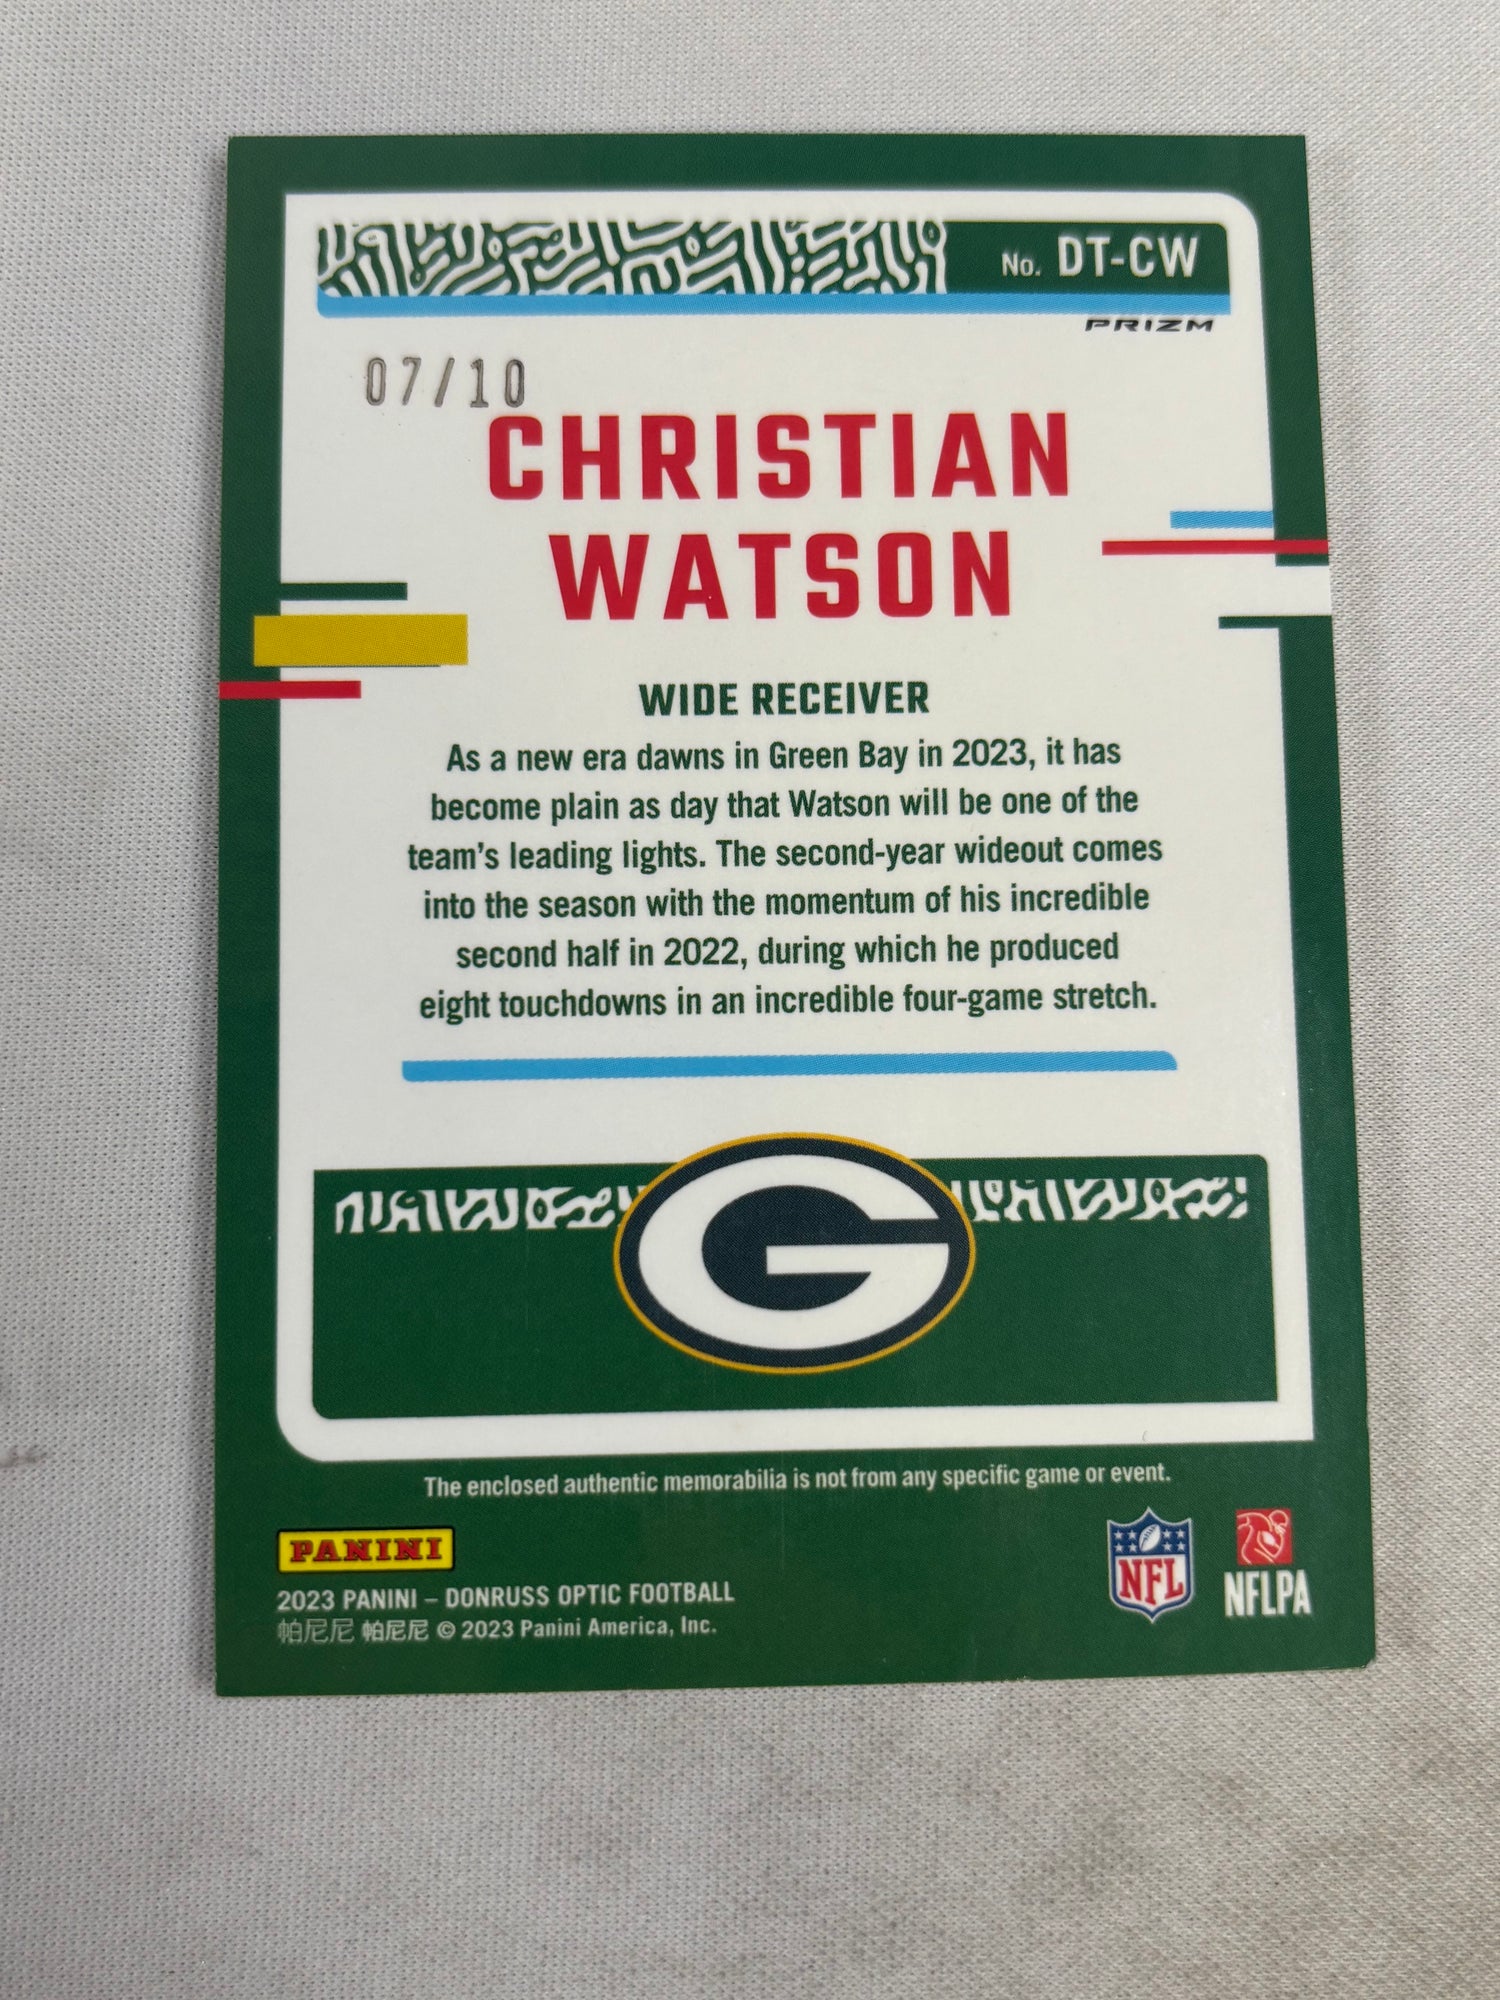 No. DT-CW
PRIZM
07/10
CHRISTIAN
WATSON
WIDE RECEIVER
As a new era dawns in Green Bay in 2023, it has
become plain as day that Watson will be one of the
team's leading lights. The second-year wideout comes
into the season with the momentum of his incredible
second half in 2022, during which he produced
eight touchdowns in an incredible four-game stretch.
G
The enclosed authentic memorabilia is not from any specific game or event.
PANINI
2023 PANINI – DONRUSS OPTIC FOOTBALL
帕尼尼 帕尼尼 © 2023 Panini America, Inc.
NFL
NFLPA